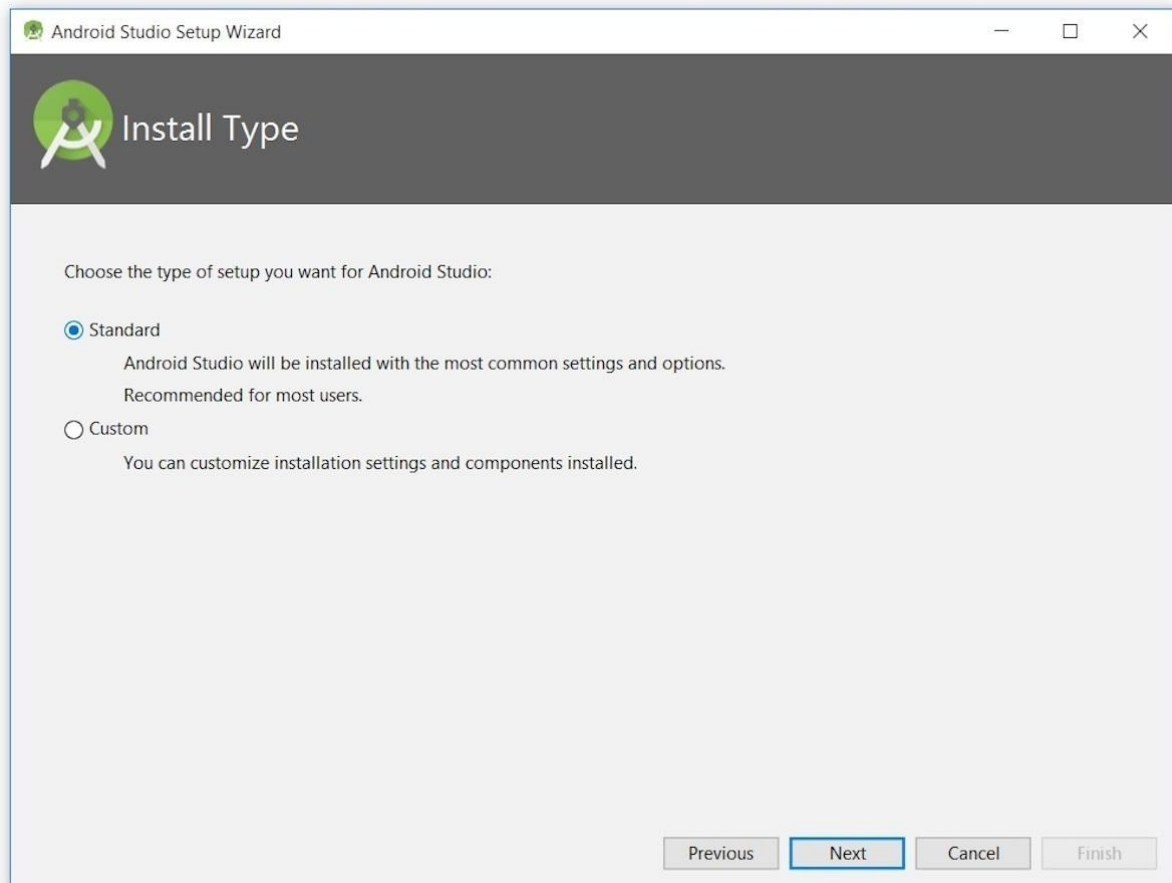 Android Studio Setup Wizard
Install Type
Choose the type of setup you want for Android Studio:
Standard
Android Studio will be installed with the most common settings and options.
Recommended for most users.
Custom
You can customize installation settings and components installed.
Previous Next Cancel Finish